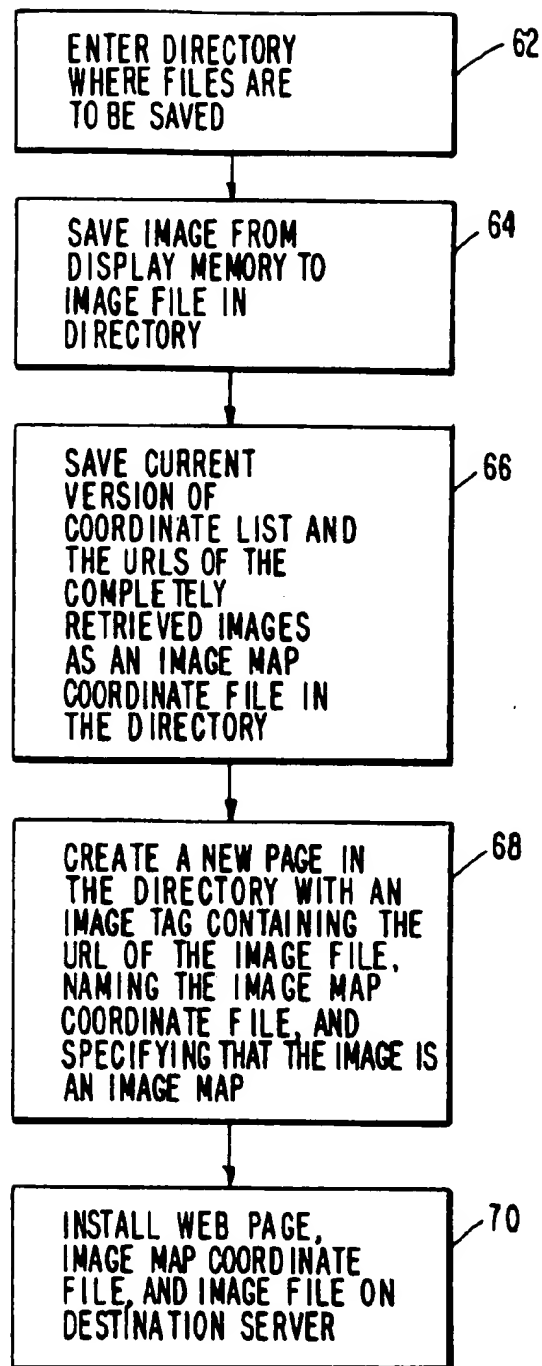 ENTER DIRECTORY
WHERE FILES ARE
TO BE SAVED
62
SAVE IMAGE FROM
DISPLAY MEMORY TO
IMAGE FILE IN
DIRECTORY
64
SAVE CURRENT
VERSION OF
COORDINATE LIST AND
THE URLS OF THE
COMPLETELY
RETRIEVED IMAGES
AS AN IMAGE MAP
COORDINATE FILE IN
THE DIRECTORY
66
CREATE A NEW PAGE IN
THE DIRECTORY WITH AN
IMAGE TAG CONTAINING THE
URL OF THE IMAGE FILE,
NAMING THE IMAGE MAP
COORDINATE FILE, AND
SPECIFYING THAT THE IMAGE IS
AN IMAGE MAP
68
INSTALL WEB PAGE,
IMAGE MAP COORDINATE
FILE, AND IMAGE FILE ON
DESTINATION SERVER
70